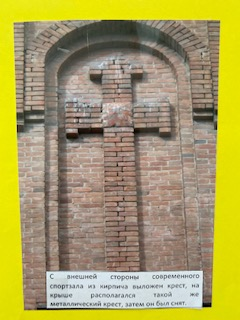 С внешней стороны современного
спортзала из кирпича выложен крест, на
крыше располагался такой же
металлический крест, затем он был снят.